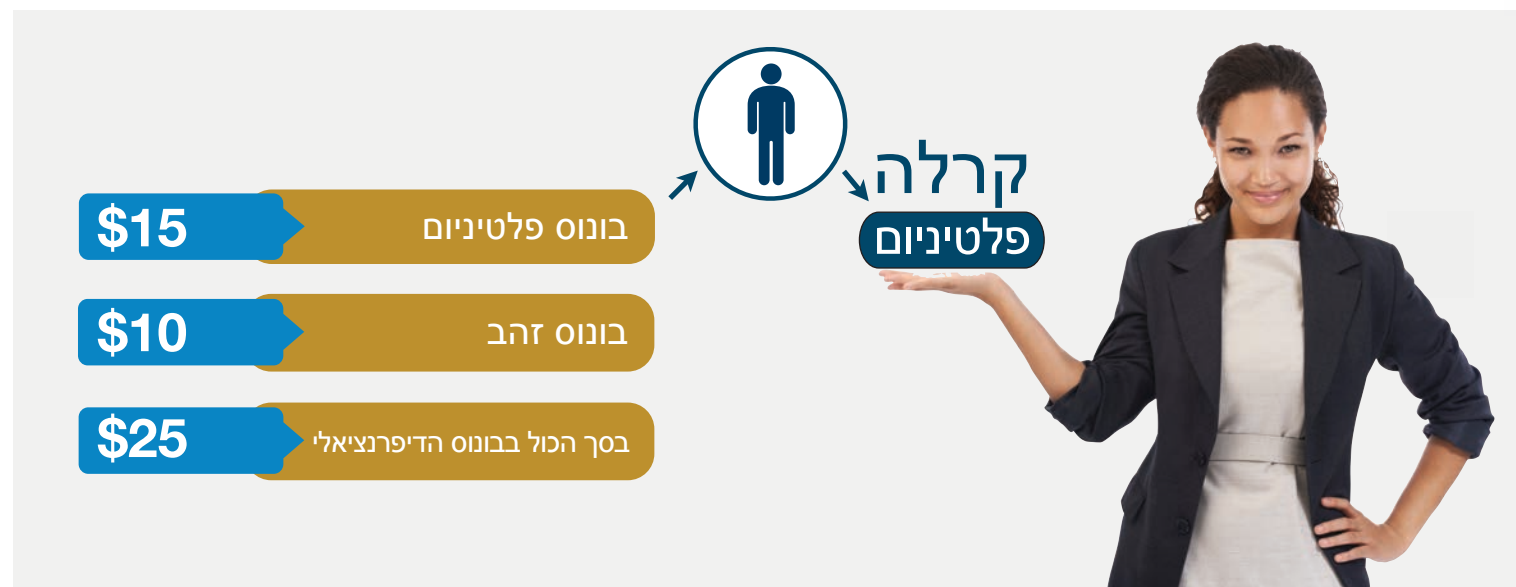 קרלה
פלטיניום
בונוס פלטיניום
$15
בונוס זהב
$10
בסך הכול בבונוס הדיפרנציאלי
$25